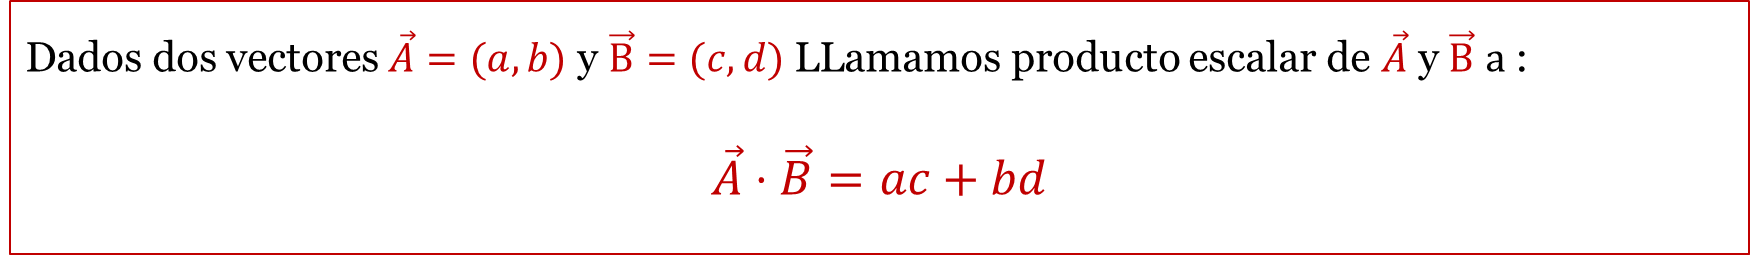 Dados dos vectores A⃗ = (a, b) y B⃗ = (c, d) LLamamos producto escalar de A⃗ y B⃗ a :
A⃗ · B⃗ = ac + bd